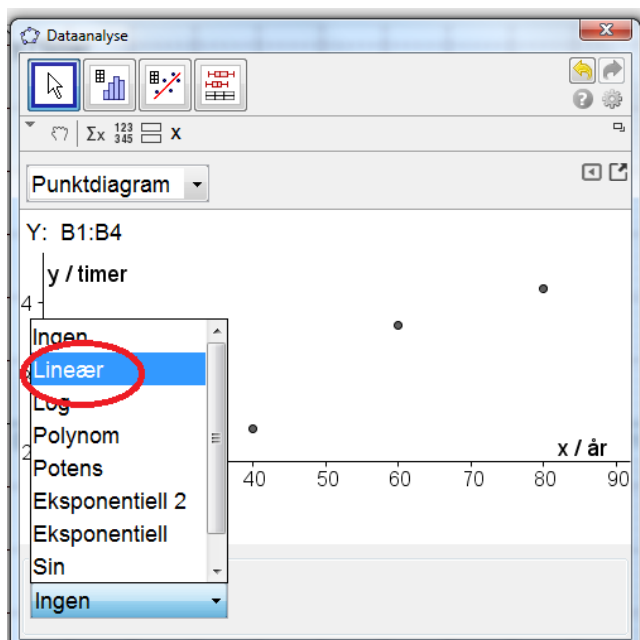 Dataanalyse
Σx 123 345 X
Punktdiagram
Y: B1:B4
y / timer
4
Ingen
Lineær
Log
Polynom
Potens
Eksponentiell 2
Eksponentiell
Sin
Ingen
2
x / år
40 50 60 70 80 90